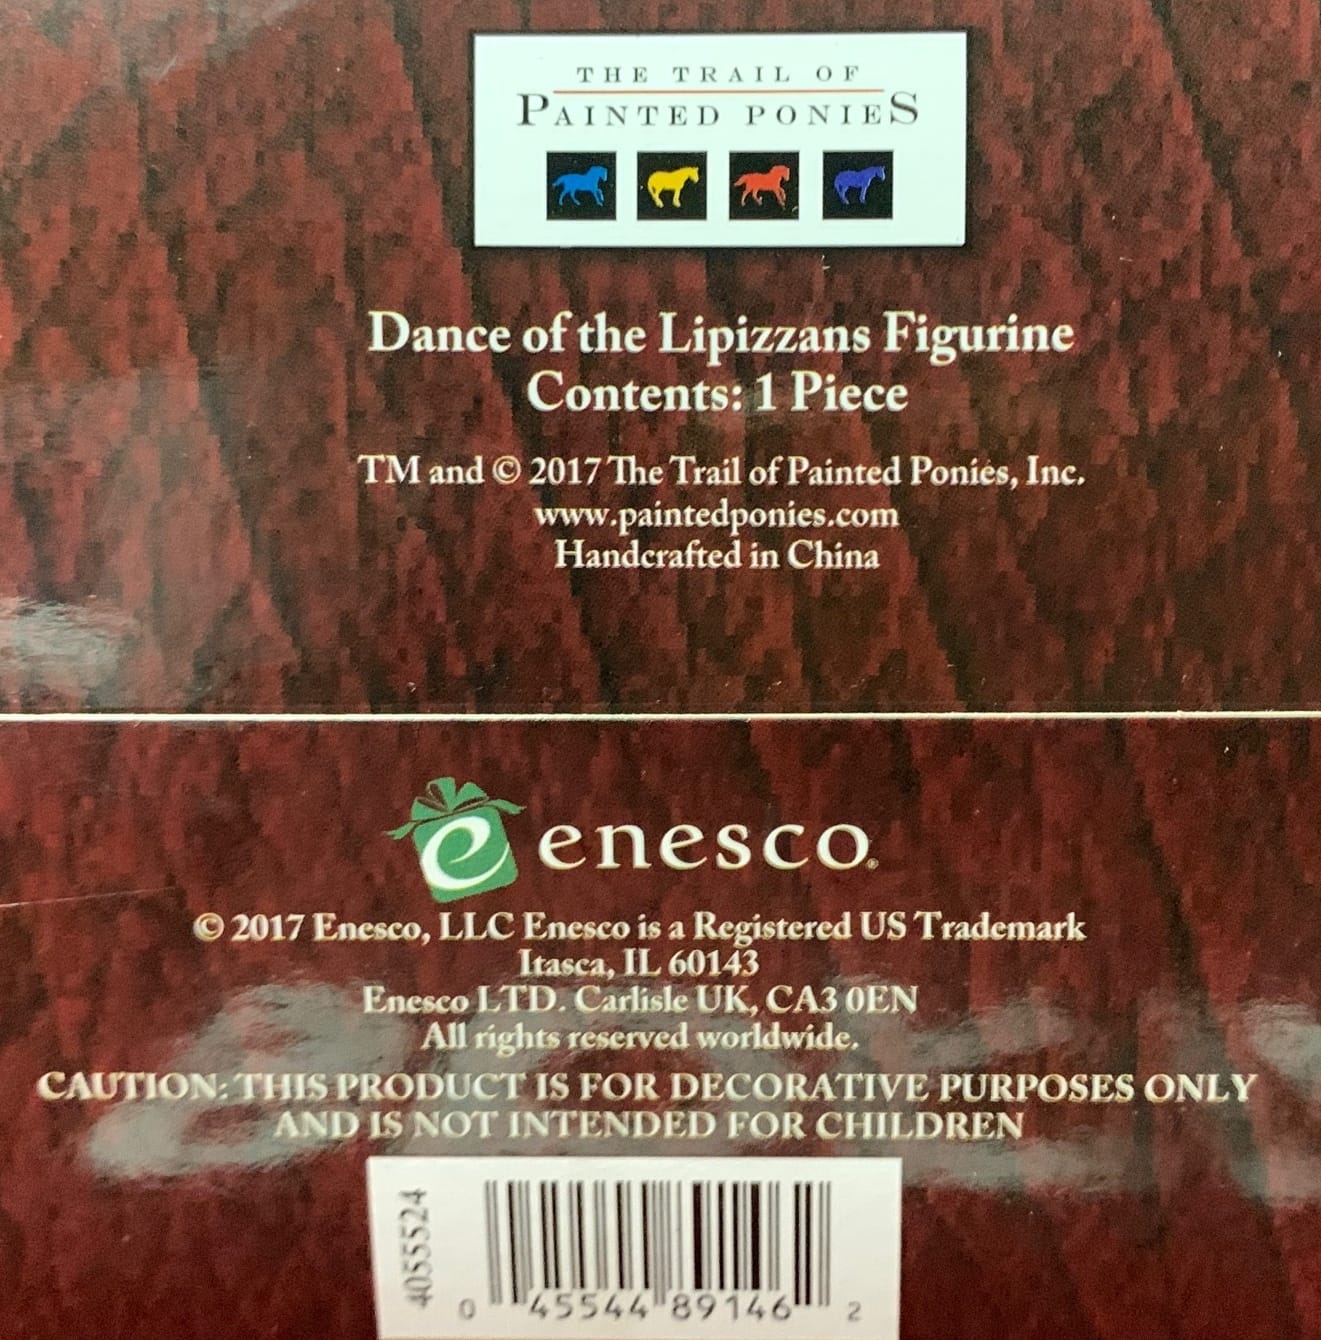 THE TRAIL OF
PAINTED PONIES
Dance of the Lipizzans Figurine
Contents: 1 Piece
TM and © 2017 The Trail of Painted Ponies, Inc.
www.paintedponies.com
Handcrafted in China
e enesco®
© 2017 Enesco, LLC Enesco is a Registered US Trademark
Itasca, IL 60143
Enesco LTD. Carlisle UK, CA3 0EN
All rights reserved worldwide.
CAUTION: THIS PRODUCT IS FOR DECORATIVE PURPOSES ONLY
AND IS NOT INTENDED FOR CHILDREN
4055524
0 45544 89146 2